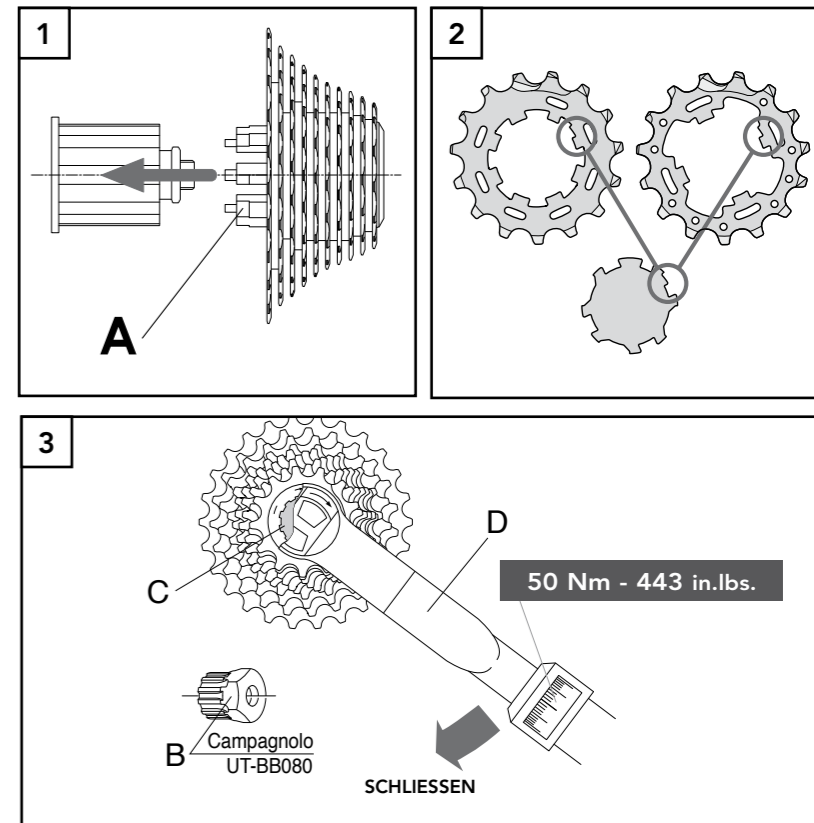 1
A
2
3
C
D
50 Nm - 443 in.lbs.
B
Campagnolo
UT-BB080
SCHLIESSEN